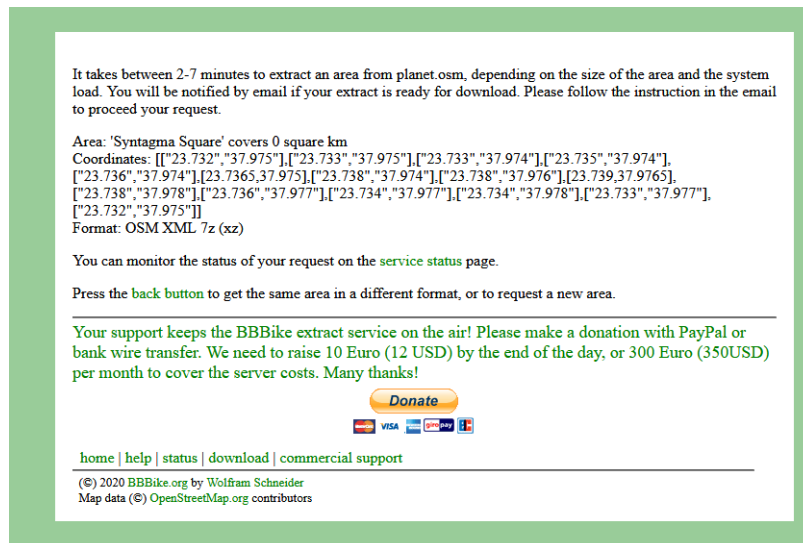 It takes between 2-7 minutes to extract an area from planet.osm, depending on the size of the area and the system
load. You will be notified by email if your extract is ready for download. Please follow the instruction in the email
to proceed your request.
Area: 'Syntagma Square' covers 0 square km
Coordinates: [["23.732","37.975"],["23.733","37.975"],["23.733","37.974"],["23.735","37.974"],
["23.736","37.974"],[23.7365,37.975],["23.738","37.974"],["23.738","37.976"],[23.739,37.9765],
["23.738","37.978"],["23.736","37.977"],["23.734","37.977"],["23.734","37.978"],["23.733","37.977"],
["23.732","37.975"]]
Format: OSM XML 7z (xz)
You can monitor the status of your request on the service status page.
Press the back button to get the same area in a different format, or to request a new area.
Your support keeps the BBBike extract service on the air! Please make a donation with PayPal or
bank wire transfer. We need to raise 10 Euro (12 USD) by the end of the day, or 300 Euro (350USD)
per month to cover the server costs. Many thanks!
Donate
VISA giropay
home | help | status | download | commercial support
(©) 2020 BBBike.org by Wolfram Schneider
Map data (©) OpenStreetMap.org contributors